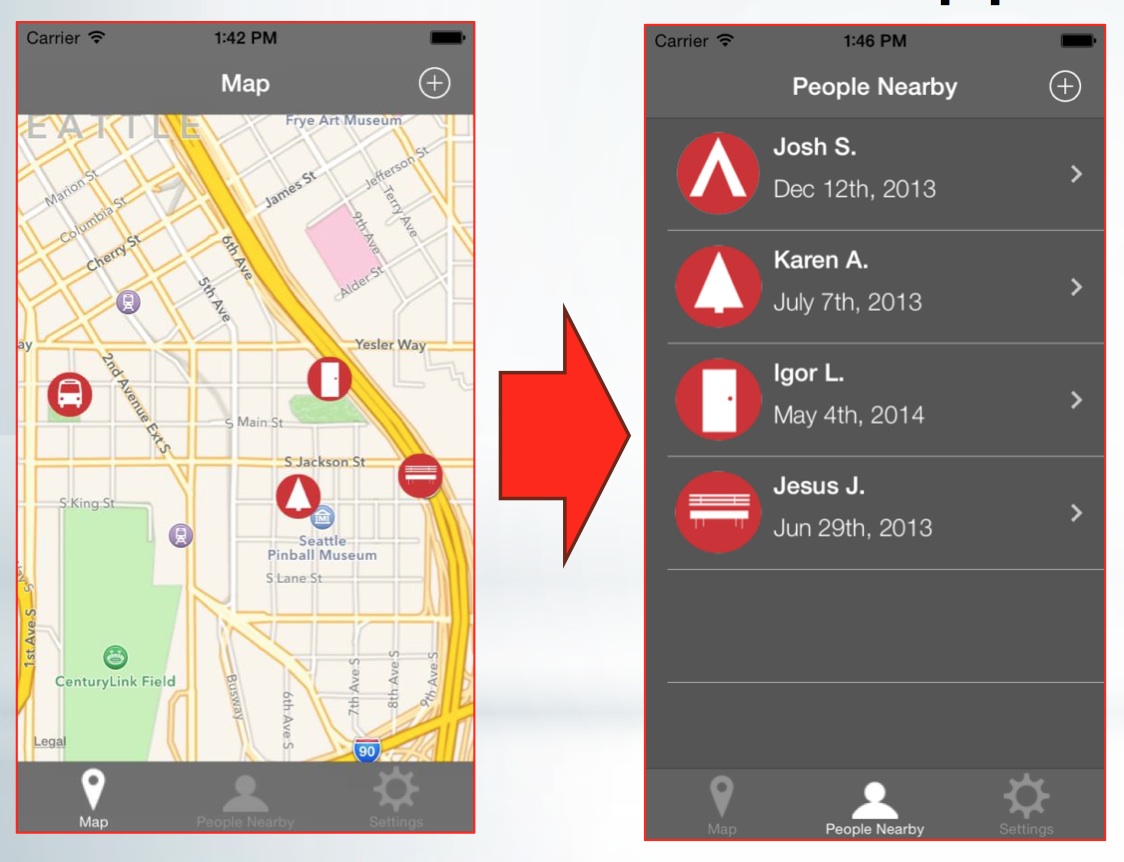 Carrier 1:42 PM
Map
EATTLE
Frye Art Museum
Marion St
Columbia St
Cherry St
James St
Jefferson St
Terry Ave
9th Ave
Alder St
6th Ave
5th Ave
ay
Yesler Way
2nd Avenue Ext S
S Main St
S Jackson St
S King St
Seattle
Pinball Museum
S Lane St
1st Ave S
CenturyLink Field
Busway
6th Ave S
7th Ave S
8th Ave S
9th Ave S
Legal
90
Map People Nearby Settings
Carrier 1:46 PM
People Nearby
Josh S.
Dec 12th, 2013
Karen A.
July 7th, 2013
Igor L.
May 4th, 2014
Jesus J.
Jun 29th, 2013
Map People Nearby Settings